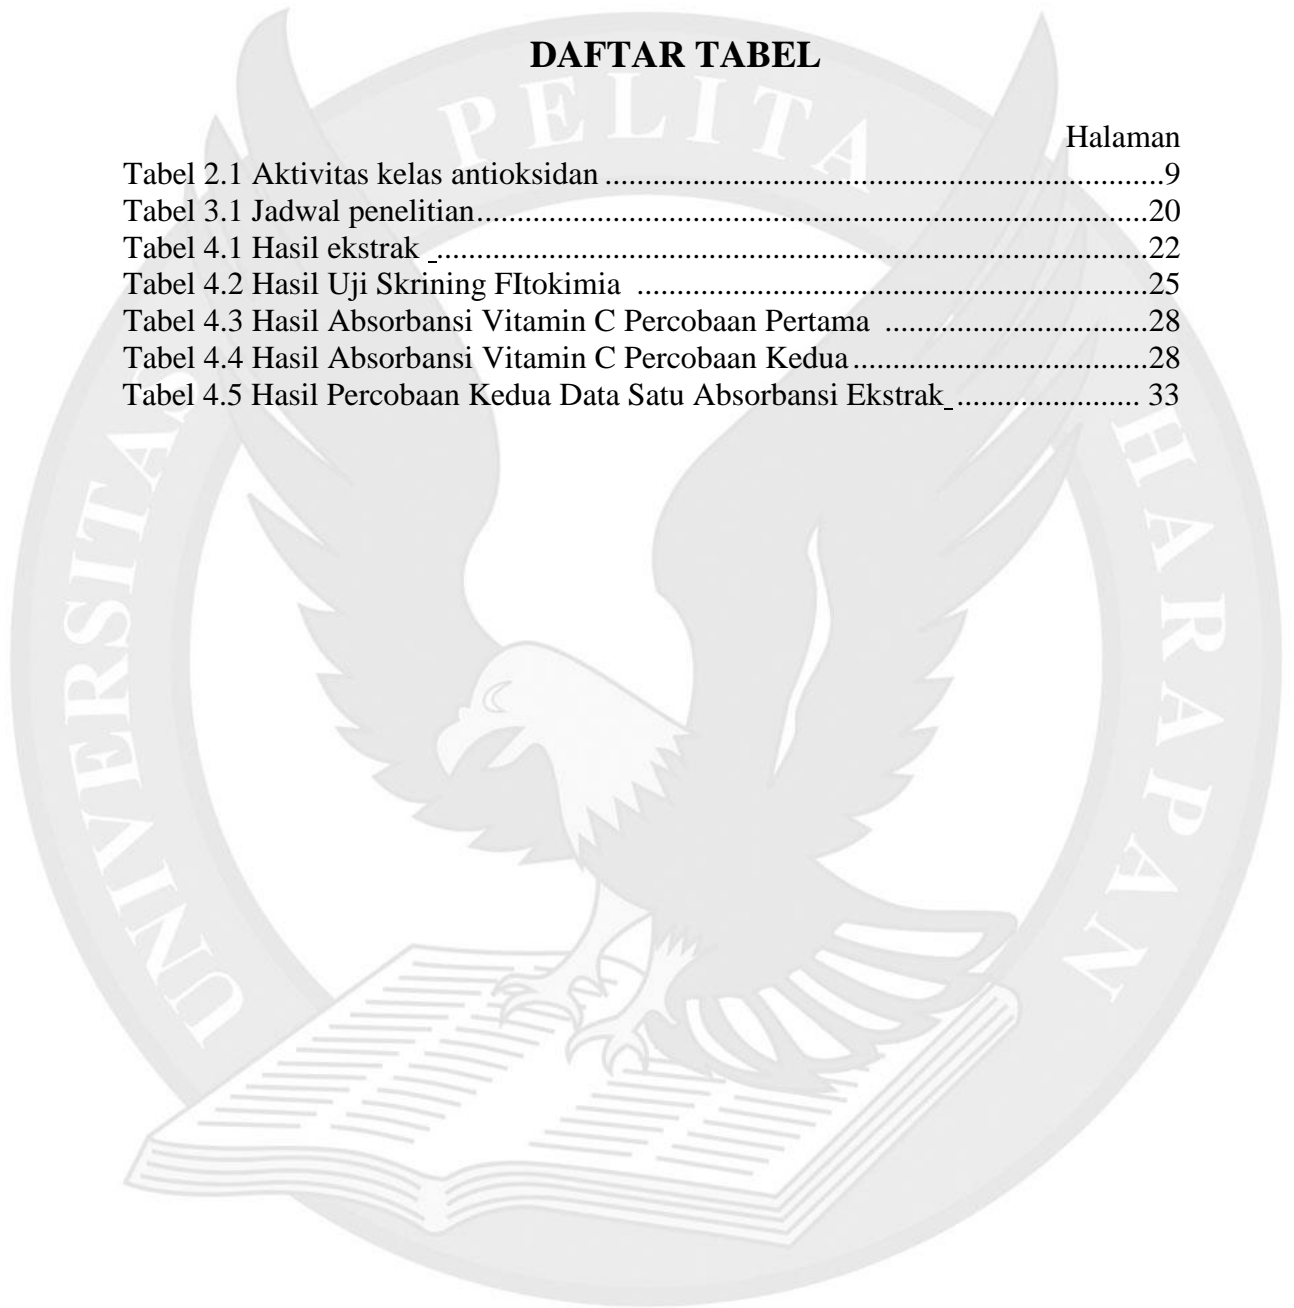 DAFTAR TABEL
Halaman
Tabel 2.1 Aktivitas kelas antioksidan ......................................................................9
Tabel 3.1 Jadwal penelitian....................................................................................20
Tabel 4.1 Hasil ekstrak .........................................................................................22
Tabel 4.2 Hasil Uji Skrining FItokimia ................................................................25
Tabel 4.3 Hasil Absorbansi Vitamin C Percobaan Pertama .................................28
Tabel 4.4 Hasil Absorbansi Vitamin C Percobaan Kedua.....................................28
Tabel 4.5 Hasil Percobaan Kedua Data Satu Absorbansi Ekstrak ....................... 33
UNIVERSITAS PELITA HARAPAN